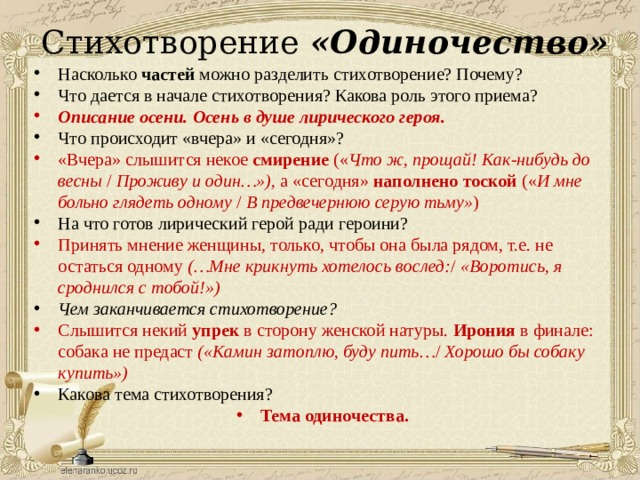 Стихотворение «Одиночество»
• Насколько частей можно разделить стихотворение? Почему?
• Что дается в начале стихотворения? Какова роль этого приема?
• Описание осени. Осень в душе лирического героя.
• Что происходит «вчера» и «сегодня»?
• «Вчера» слышится некое смирение («Что ж, прощай! Как-нибудь до
весны / Проживу и один…»), а «сегодня» наполнено тоской («И мне
больно глядеть одному / В предвечернюю серую тьму»)
• На что готов лирический герой ради героини?
• Принять мнение женщины, только, чтобы она была рядом, т.е. не
остаться одному (…Мне крикнуть хотелось вослед:/ «Воротись, я
сроднился с тобой!»)
• Чем заканчивается стихотворение?
• Слышится некий упрек в сторону женской натуры. Ирония в финале:
собака не предаст («Камин затоплю, буду пить…/ Хорошо бы собаку
купить»)
• Какова тема стихотворения?
• Тема одиночества.
elenaranko.ucoz.ru